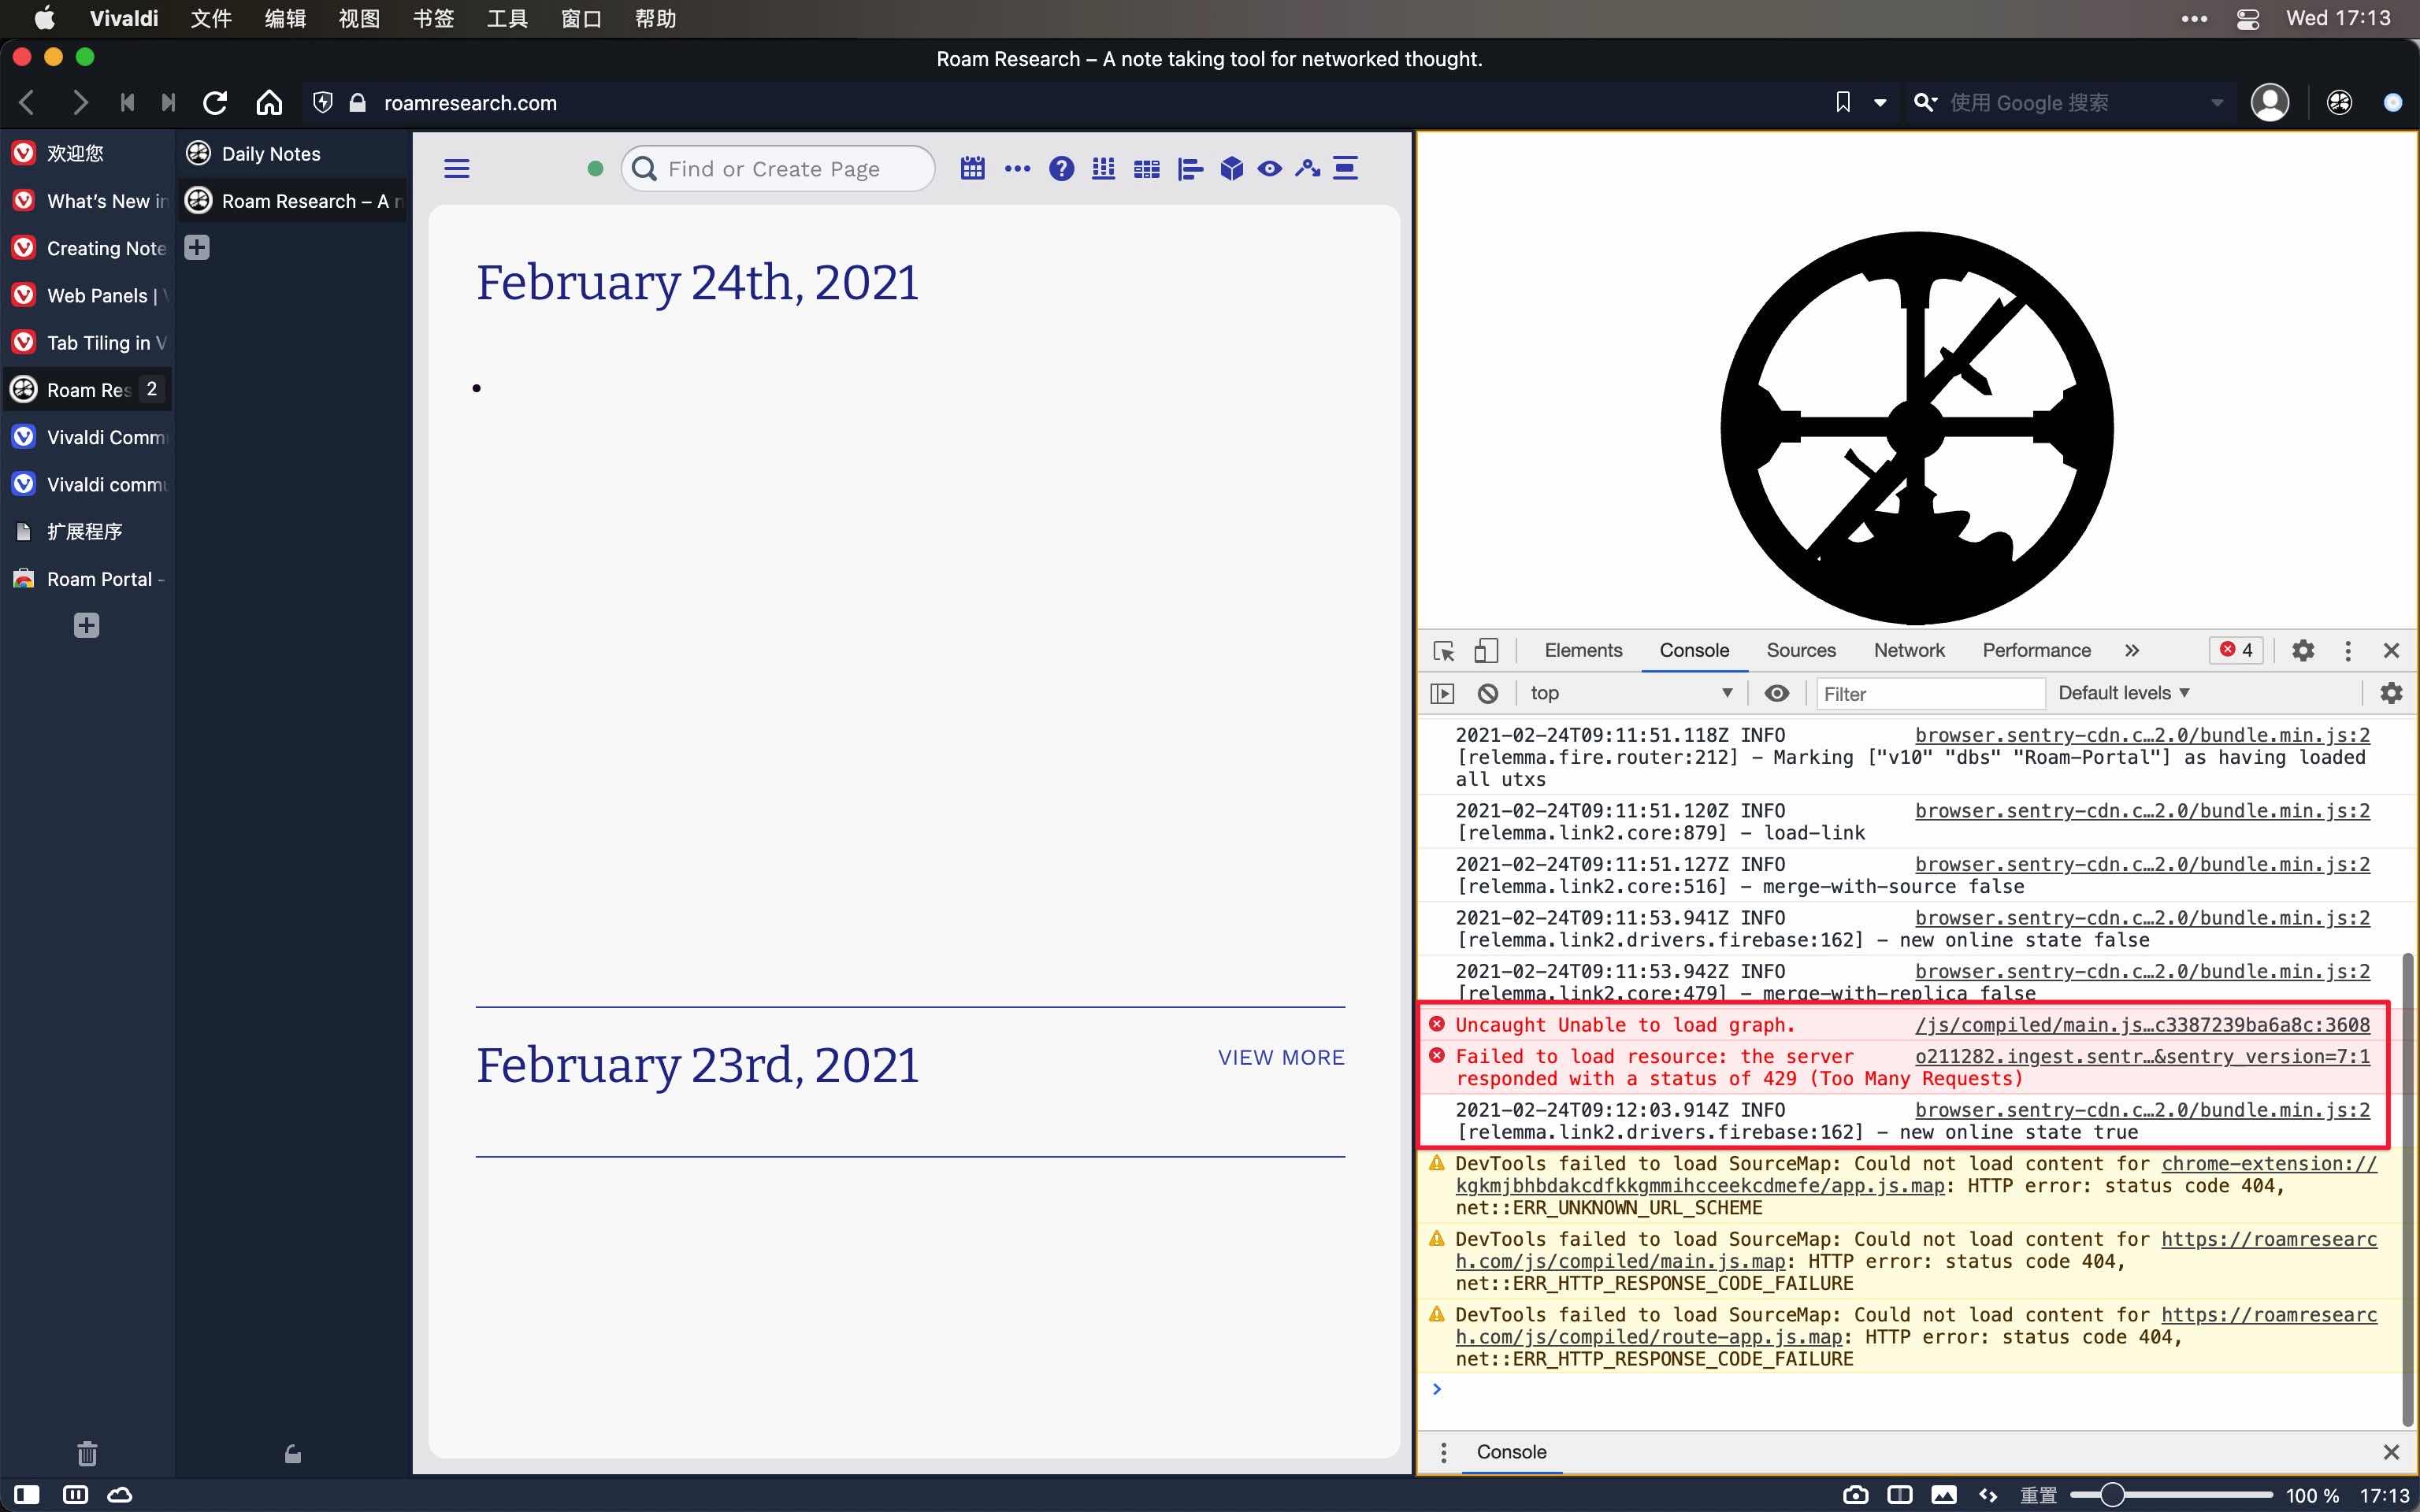 Vivaldi 文件 编辑 视图 书签 工具 窗口 帮助 Wed 17:13
Roam Research – A note taking tool for networked thought.
roamresearch.com 使用 Google 搜索
欢迎您
What's New in
Creating Note
Web Panels |
Tab Tiling in V
Roam Res 2
Vivaldi Comm
Vivaldi commu
扩展程序
Roam Portal -
Daily Notes
Roam Research – A n
Find or Create Page
February 24th, 2021
February 23rd, 2021 VIEW MORE
Elements Console Sources Network Performance » 4
top Filter Default levels
2021-02-24T09:11:51.118Z INFO browser.sentry-cdn.c…2.0/bundle.min.js:2
[relemma.fire.router:212] – Marking ["v10" "dbs" "Roam-Portal"] as having loaded
all utxs
2021-02-24T09:11:51.120Z INFO browser.sentry-cdn.c…2.0/bundle.min.js:2
[relemma.link2.core:879] – load-link
2021-02-24T09:11:51.127Z INFO browser.sentry-cdn.c…2.0/bundle.min.js:2
[relemma.link2.core:516] – merge-with-source false
2021-02-24T09:11:53.941Z INFO browser.sentry-cdn.c…2.0/bundle.min.js:2
[relemma.link2.drivers.firebase:162] – new online state false
2021-02-24T09:11:53.942Z INFO browser.sentry-cdn.c…2.0/bundle.min.js:2
[relemma.link2.core:479] – merge-with-replica false
Uncaught Unable to load graph. /js/compiled/main.js…c3387239ba6a8c:3608
Failed to load resource: the server o211282.ingest.sentr…&sentry_version=7:1
responded with a status of 429 (Too Many Requests)
2021-02-24T09:12:03.914Z INFO browser.sentry-cdn.c…2.0/bundle.min.js:2
[relemma.link2.drivers.firebase:162] – new online state true
DevTools failed to load SourceMap: Could not load content for chrome-extension://
kgkmjbhbdakcdfkkgmmihcceekcdmefe/app.js.map: HTTP error: status code 404,
net::ERR_UNKNOWN_URL_SCHEME
DevTools failed to load SourceMap: Could not load content for https://roamresearc
h.com/js/compiled/main.js.map: HTTP error: status code 404,
net::ERR_HTTP_RESPONSE_CODE_FAILURE
DevTools failed to load SourceMap: Could not load content for https://roamresearc
h.com/js/compiled/route-app.js.map: HTTP error: status code 404,
net::ERR_HTTP_RESPONSE_CODE_FAILURE
Console
重置 100 % 17:13